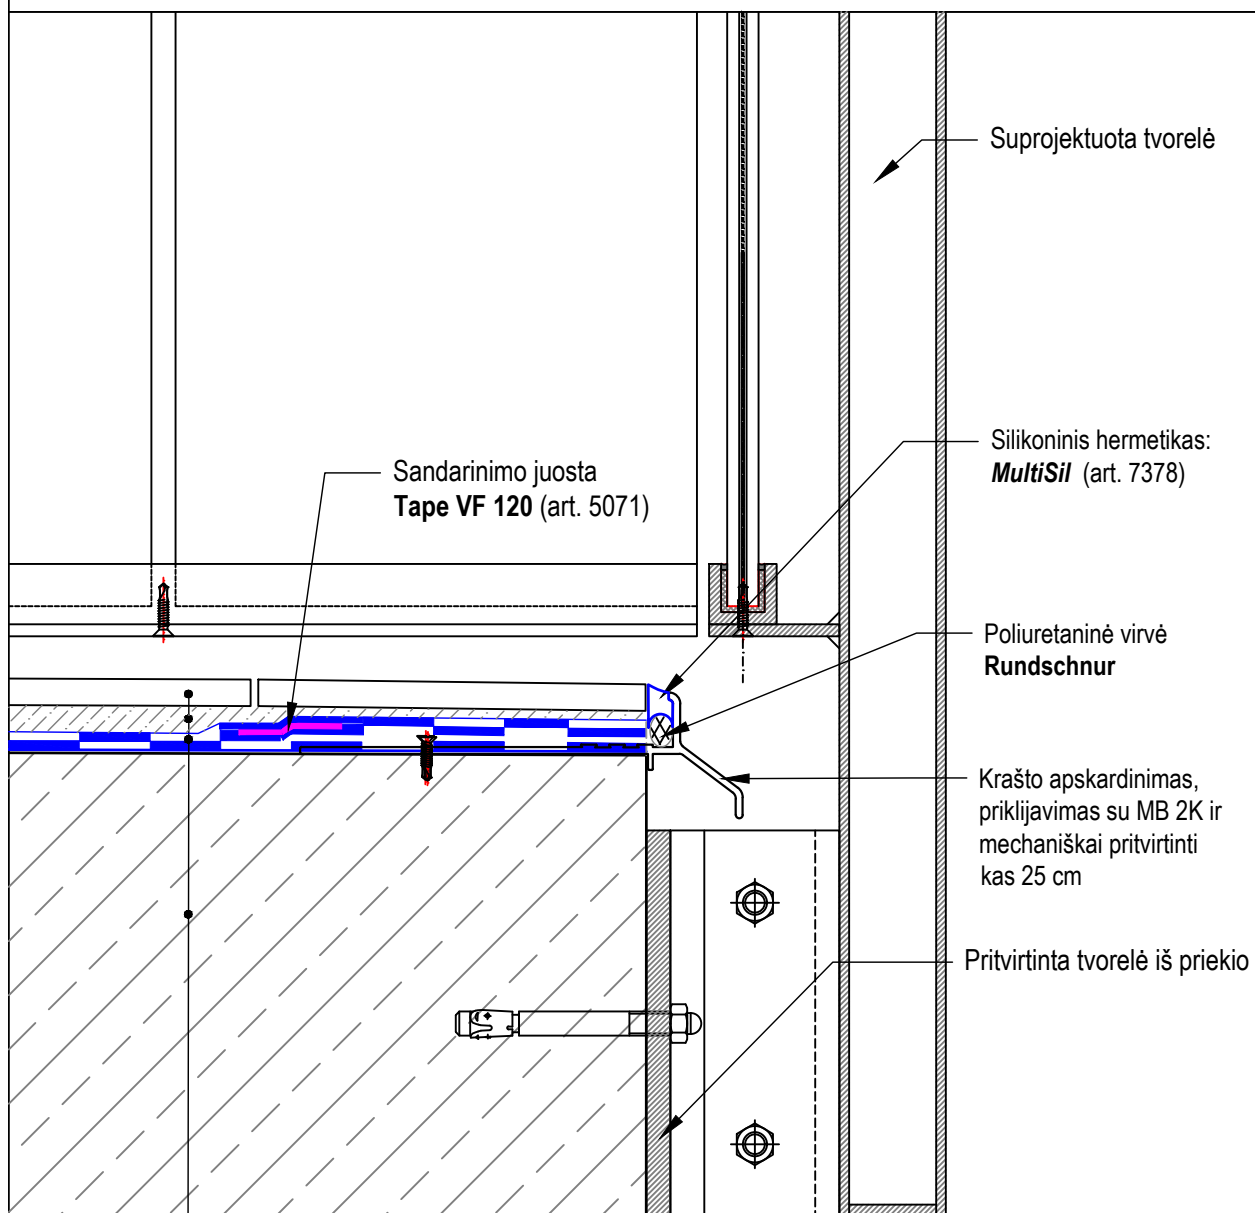 Suprojektuota tvorelė
Silikoninis hermetikas:
MultiSil (art. 7378)
Sandarinimo juosta
Tape VF 120 (art. 5071)
Poliuretaninė virvė
Rundschnur
Krašto apskardinimas,
priklijavimas su MB 2K ir
mechaniškai pritvirtinti
kas 25 cm
Pritvirtinta tvorelė iš priekio